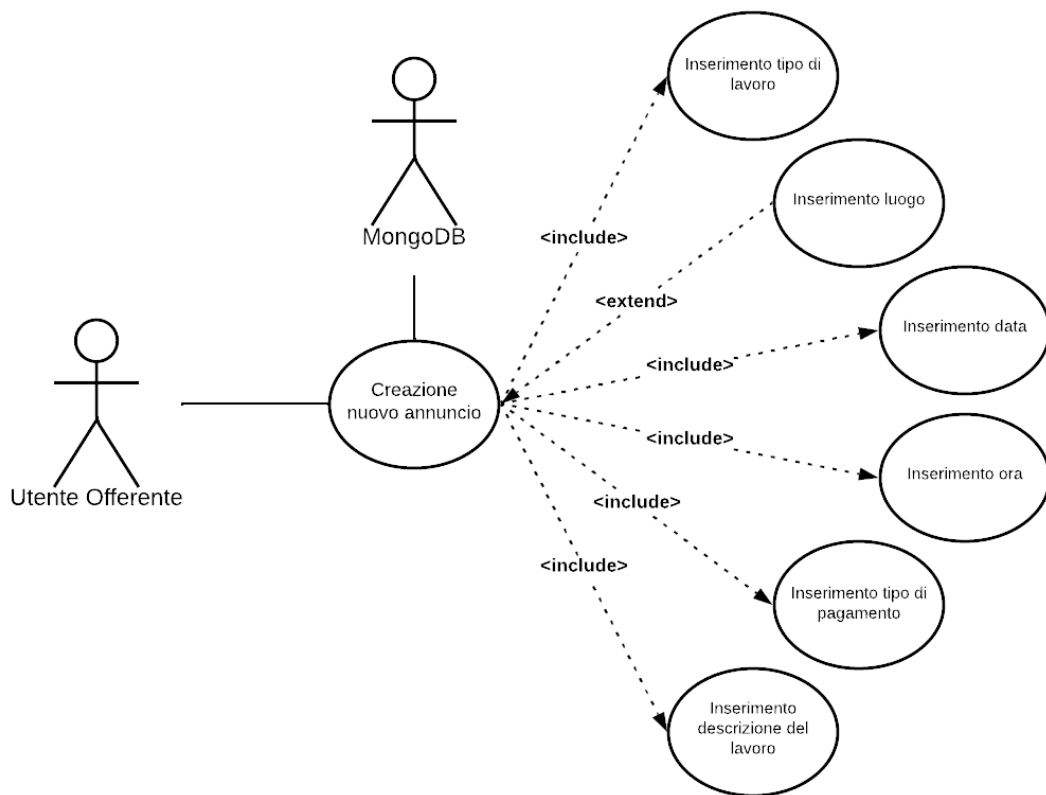 Inserimento tipo di
lavoro
MongoDB
Inserimento luogo
<include>
<extend>
Inserimento data
<include>
Creazione
nuovo annuncio
<include>
Inserimento ora
Utente Offerente
<include>
<include>
Inserimento tipo di
pagamento
Inserimento
descrizione del
lavoro